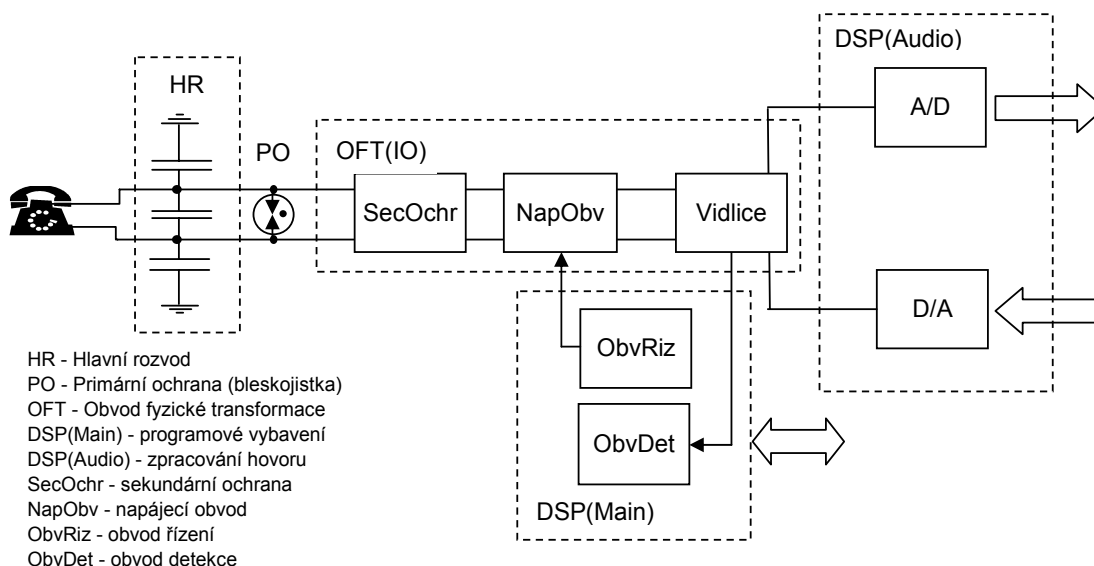 DSP(Audio)
HR
A/D
PO
OFT(IO)
SecOchr
NapObv
Vidlice
D/A
ObvRiz
ObvDet
DSP(Main)
HR - Hlavní rozvod
PO - Primární ochrana (bleskojistka)
OFT - Obvod fyzické transformace
DSP(Main) - programové vybavení
DSP(Audio) - zpracování hovoru
SecOchr - sekundární ochrana
NapObv - napájecí obvod
ObvRiz - obvod řízení
ObvDet - obvod detekce